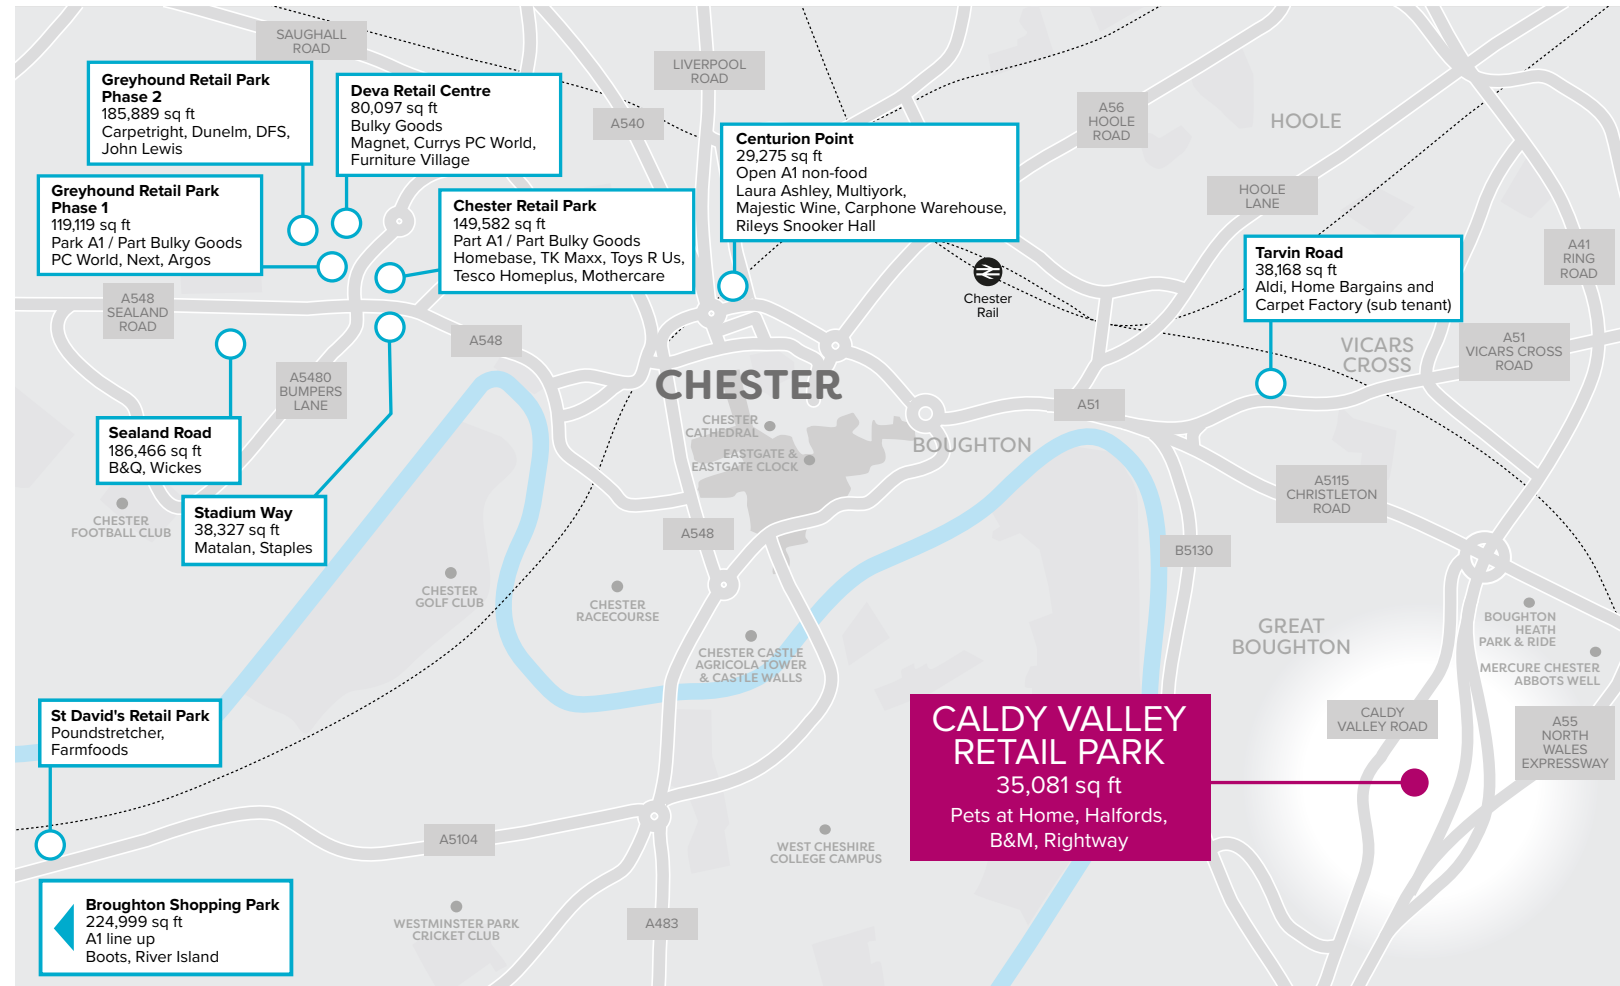 SAUGHALL
ROAD
LIVERPOOL
ROAD
A540
A56
HOOLE
ROAD
HOOLE
HOOLE
LANE
A41
RING
ROAD
Greyhound Retail Park
Phase 2
185,889 sq ft
Carpetright, Dunelm, DFS,
John Lewis
Deva Retail Centre
80,097 sq ft
Bulky Goods
Magnet, Currys PC World,
Furniture Village
Centurion Point
29,275 sq ft
Open A1 non-food
Laura Ashley, Multiyork,
Majestic Wine, Carphone Warehouse,
Rileys Snooker Hall
Greyhound Retail Park
Phase 1
119,119 sq ft
Park A1 / Part Bulky Goods
PC World, Next, Argos
Chester Retail Park
149,582 sq ft
Part A1 / Part Bulky Goods
Homebase, TK Maxx, Toys R Us,
Tesco Homeplus, Mothercare
Chester
Rail
Tarvin Road
38,168 sq ft
Aldi, Home Bargains and
Carpet Factory (sub tenant)
A548
SEALAND
ROAD
A548
A5480
BUMPERS
LANE
VICARS
CROSS
A51
VICARS CROSS
ROAD
CHESTER
A51
CHESTER
CATHEDRAL
EASTGATE &
EASTGATE CLOCK
BOUGHTON
Sealand Road
186,466 sq ft
B&Q, Wickes
CHESTER
FOOTBALL CLUB
Stadium Way
38,327 sq ft
Matalan, Staples
A548
A5115
CHRISTLETON
ROAD
B5130
CHESTER
GOLF CLUB
CHESTER
RACECOURSE
CHESTER CASTLE
AGRICOLA TOWER
& CASTLE WALLS
GREAT
BOUGHTON
BOUGHTON
HEATH
PARK & RIDE
MERCURE CHESTER
ABBOTS WELL
St David's Retail Park
Poundstretcher,
Farmfoods
CALDY VALLEY
RETAIL PARK
35,081 sq ft
Pets at Home, Halfords,
B&M, Rightway
CALDY
VALLEY ROAD
A55
NORTH
WALES
EXPRESSWAY
A5104
WEST CHESHIRE
COLLEGE CAMPUS
Broughton Shopping Park
224,999 sq ft
A1 line up
Boots, River Island
WESTMINSTER PARK
CRICKET CLUB
A483